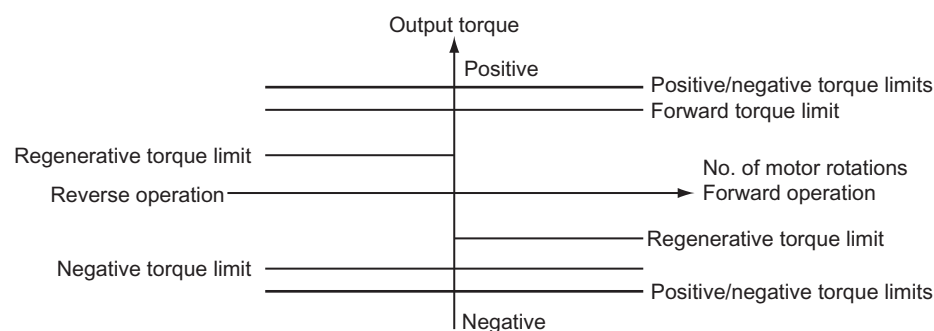 Output torque
Positive
Positive/negative torque limits
Forward torque limit
Regenerative torque limit
No. of motor rotations
Reverse operation
Forward operation
Regenerative torque limit
Negative torque limit
Positive/negative torque limits
Negative